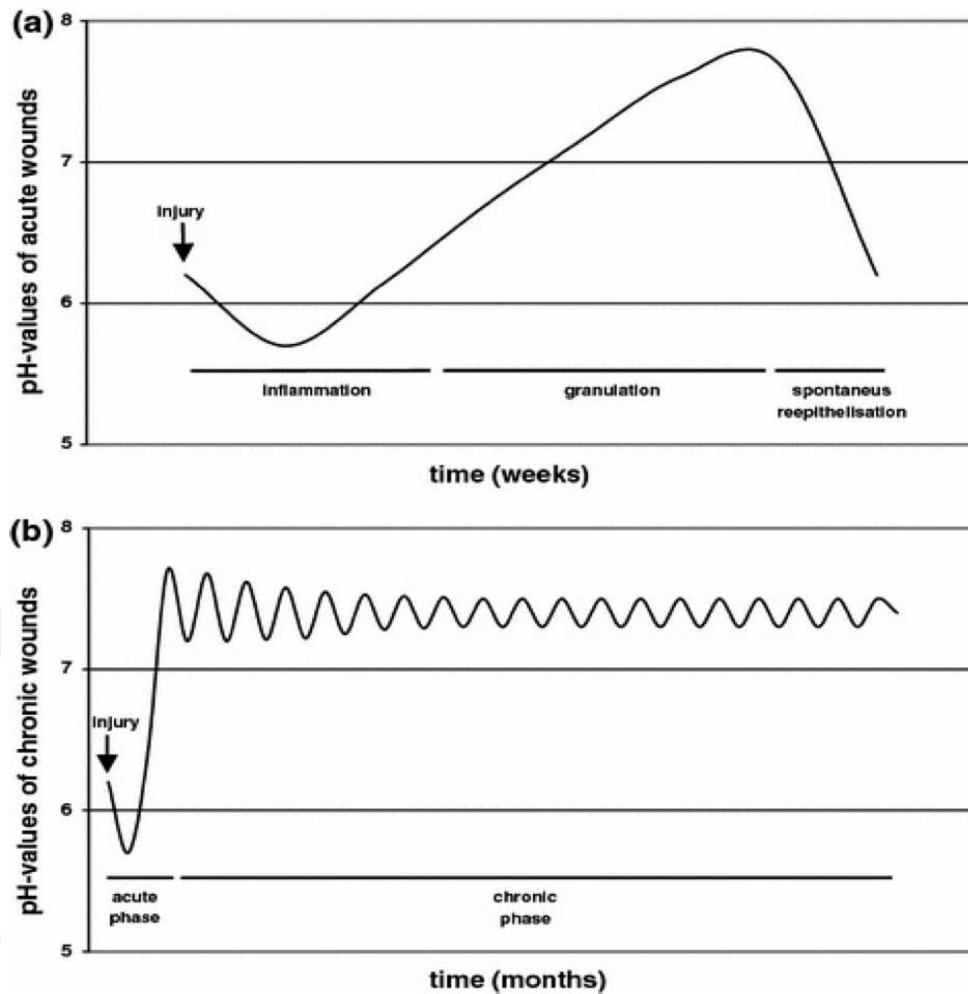 (a)
8
7
6
5
pH-values of acute wounds
injury
inflammation
granulation
spontaneus
reepithelisation
time (weeks)
(b)
8
7
6
5
pH-values of chronic wounds
injury
acute
phase
chronic
phase
time (months)